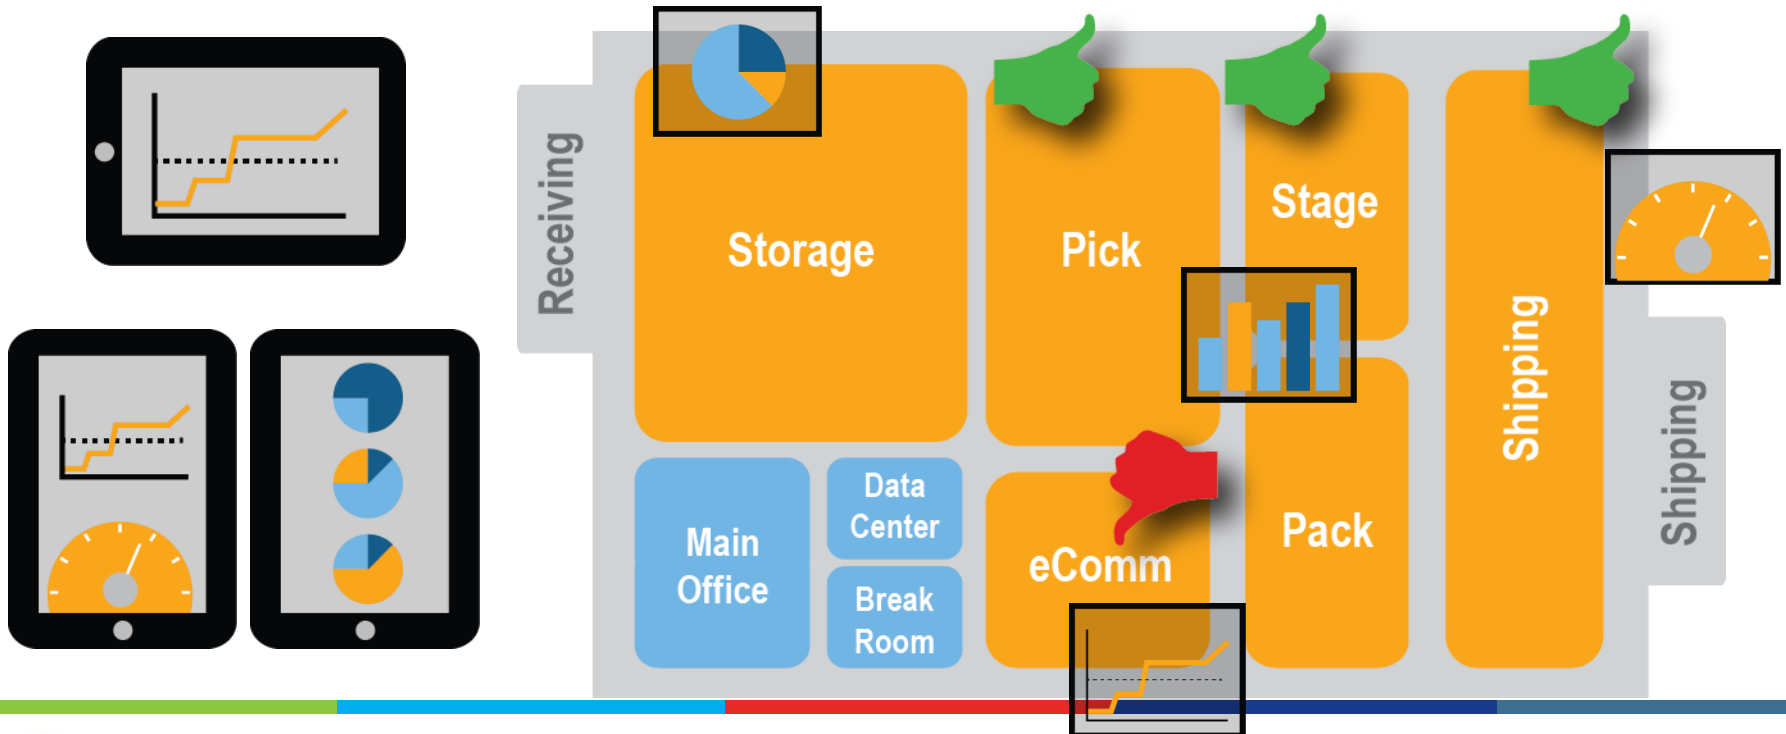 Receiving
Storage
Pick
Stage
Shipping
Shipping
Main
Office
Data
Center
Break
Room
eComm
Pack